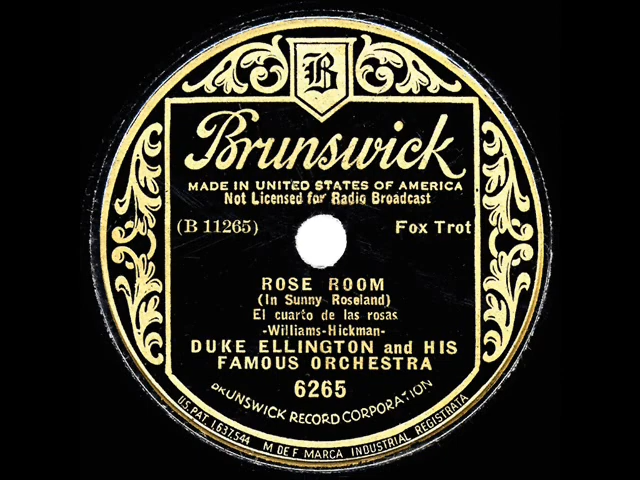 B
Brunswick
MADE IN UNITED STATES OF AMERICA
Not Licensed for Radio Broadcast
(B 11265) Fox Trot
ROSE ROOM
(In Sunny Roseland)
El cuarto de las rosas
-Williams-Hickman-
DUKE ELLINGTON and HIS
FAMOUS ORCHESTRA
6265
BRUNSWICK RECORD CORPORATION
U.S. PAT. 1,637,544 M DE F MARCA INDUSTRIAL REGISTRATA